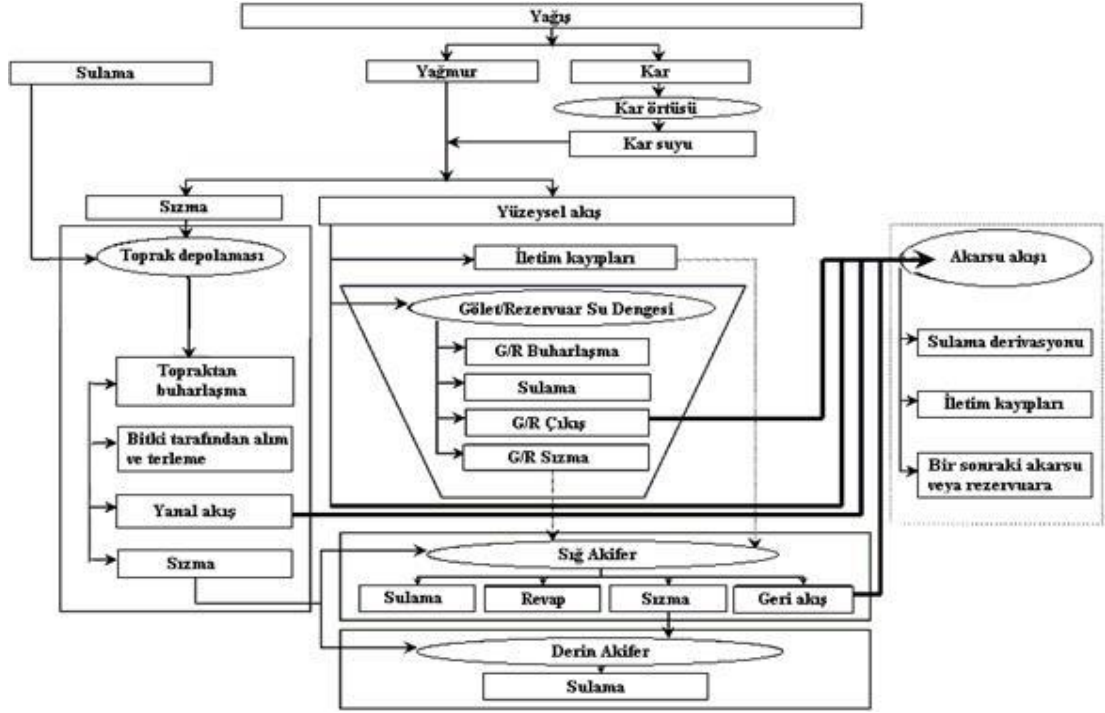 Yağış
Sulama
Yağmur
Kar
Kar örtüsü
Kar suyu
Sızma
Yüzeysel akış
Toprak depolaması
İletim kayıpları
Akarsu akışı
Gölet/Rezervuar Su Dengesi
G/R Buharlaşma
Sulama derivasyonu
Topraktan
buharlaşma
Sulama
İletim kayıpları
G/R Çıkış
Bitki tarafından alım
ve terleme
G/R Sızma
Bir sonraki akarsu
veya rezervuara
Yanal akış
Sızma
Sığ Akifer
Sulama
Revap
Sızma
Geri akış
Derin Akifer
Sulama